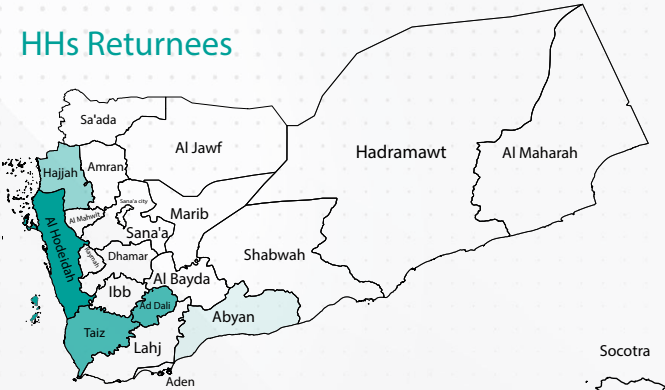 HHs Returnees
Sa'ada
Al Jawf
Hadramawt
Al Maharah
Hajjah
Amran
Sana'a city
Marib
Al Mahwit
Sana'a
Al Hodeidah
Raymah
Dhamar
Shabwah
Al Bayda
Ibb
Ad Dali
Abyan
Taiz
Lahj
Socotra
Aden